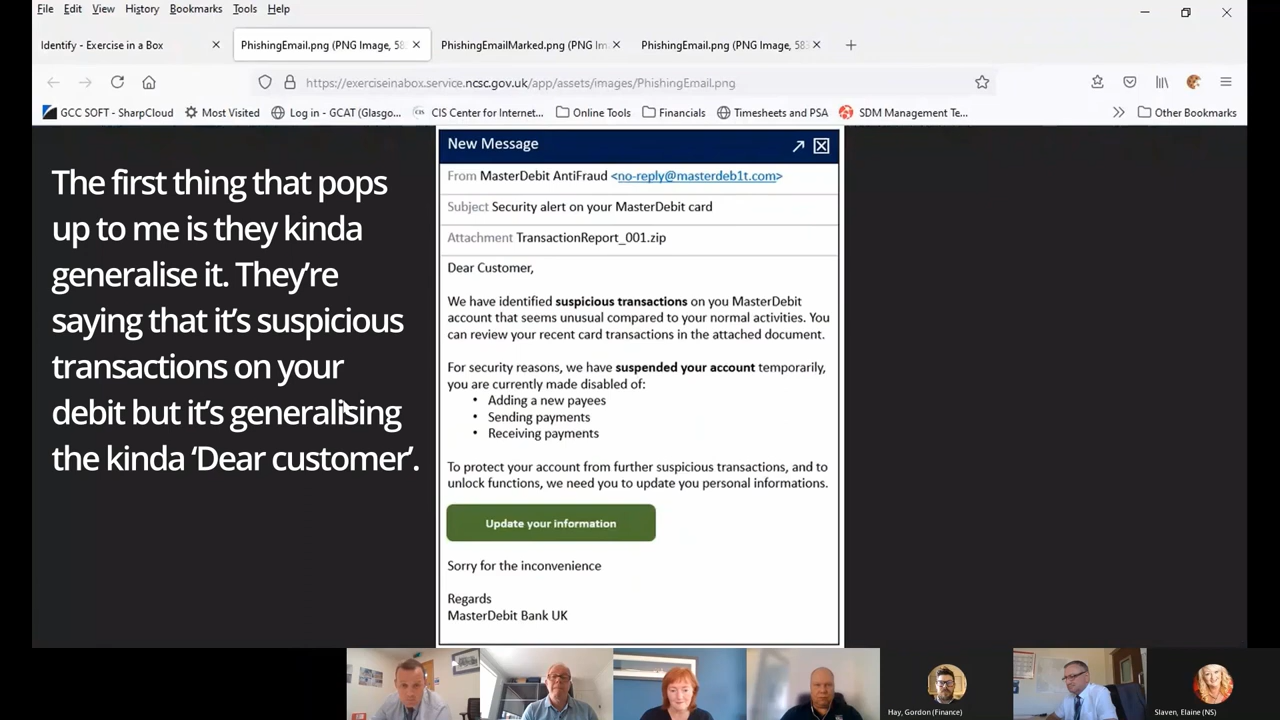 File Edit View History Bookmarks Tools Help
Identify - Exercise in a Box
PhishingEmail.png (PNG Image, 58
PhishingEmailMarked.png (PNG Im
PhishingEmail.png (PNG Image, 58
https://exerciseinabox.service.ncsc.gov.uk/app/assets/images/PhishingEmail.png
GCC SOFT - SharpCloud
Most Visited
Log in - GCAT (Glasgo...
CIS Center for Internet...
Online Tools
Financials
Timesheets and PSA
SDM Management Te...
Other Bookmarks
The first thing that pops
up to me is they kinda
generalise it. They’re
saying that it’s suspicious
transactions on your
debit but it’s generalising
the kinda ‘Dear customer’.
New Message
From MasterDebit AntiFraud <no-reply@masterdeb1t.com>
Subject Security alert on your MasterDebit card
Attachment TransactionReport_001.zip
Dear Customer,
We have identified suspicious transactions on you MasterDebit
account that seems unusual compared to your normal activities. You
can review your recent card transactions in the attached document.
For security reasons, we have suspended your account temporarily,
you are currently made disabled of:
• Adding a new payees
• Sending payments
• Receiving payments
To protect your account from further suspicious transactions, and to
unlock functions, we need you to update you personal informations.
Update your information
Sorry for the inconvenience
Regards
MasterDebit Bank UK
Hay, Gordon (Finance)
Slaven, Elaine (NS)